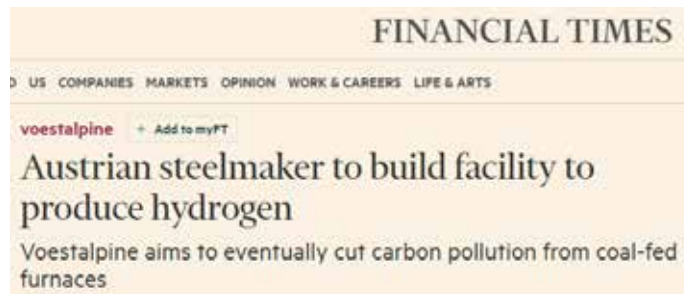 FINANCIAL TIMES
US COMPANIES MARKETS OPINION WORK & CAREERS LIFE & ARTS
voestalpine + Add to myFT
Austrian steelmaker to build facility to
produce hydrogen
Voestalpine aims to eventually cut carbon pollution from coal-fed
furnaces